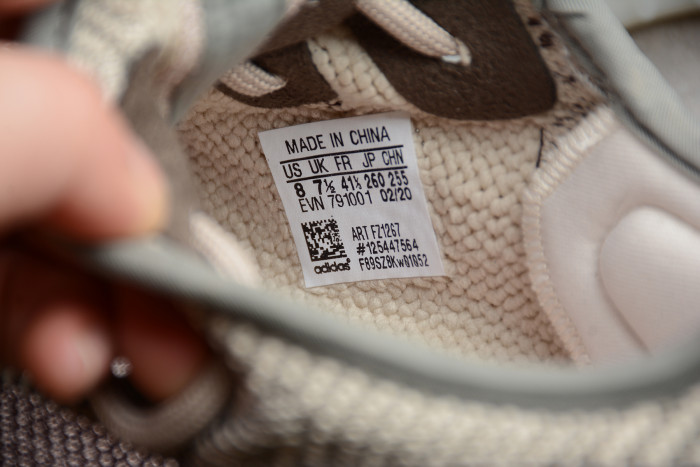 MADE IN CHINA
US UK FR JP CHN
8 7½ 41⅓ 260 255
EVN 791001 02/20
ART FZ1267
#125447564
adidas® F89SZ8Kw01052